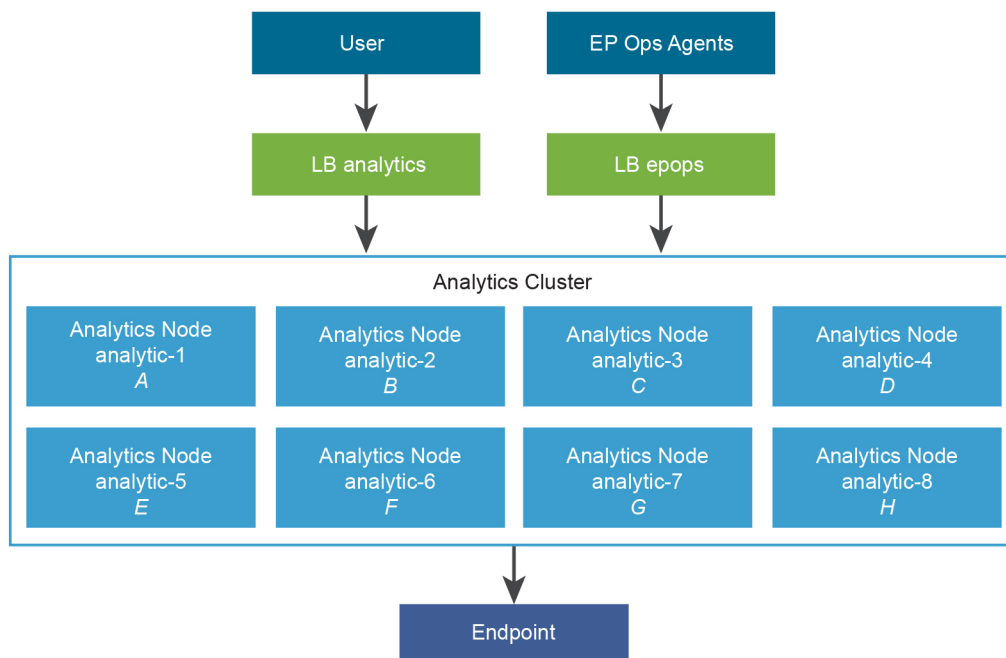 User
EP Ops Agents
LB analytics
LB epops
Analytics Cluster
Analytics Node
analytic-1
A
Analytics Node
analytic-2
B
Analytics Node
analytic-3
C
Analytics Node
analytic-4
D
Analytics Node
analytic-5
E
Analytics Node
analytic-6
F
Analytics Node
analytic-7
G
Analytics Node
analytic-8
H
Endpoint